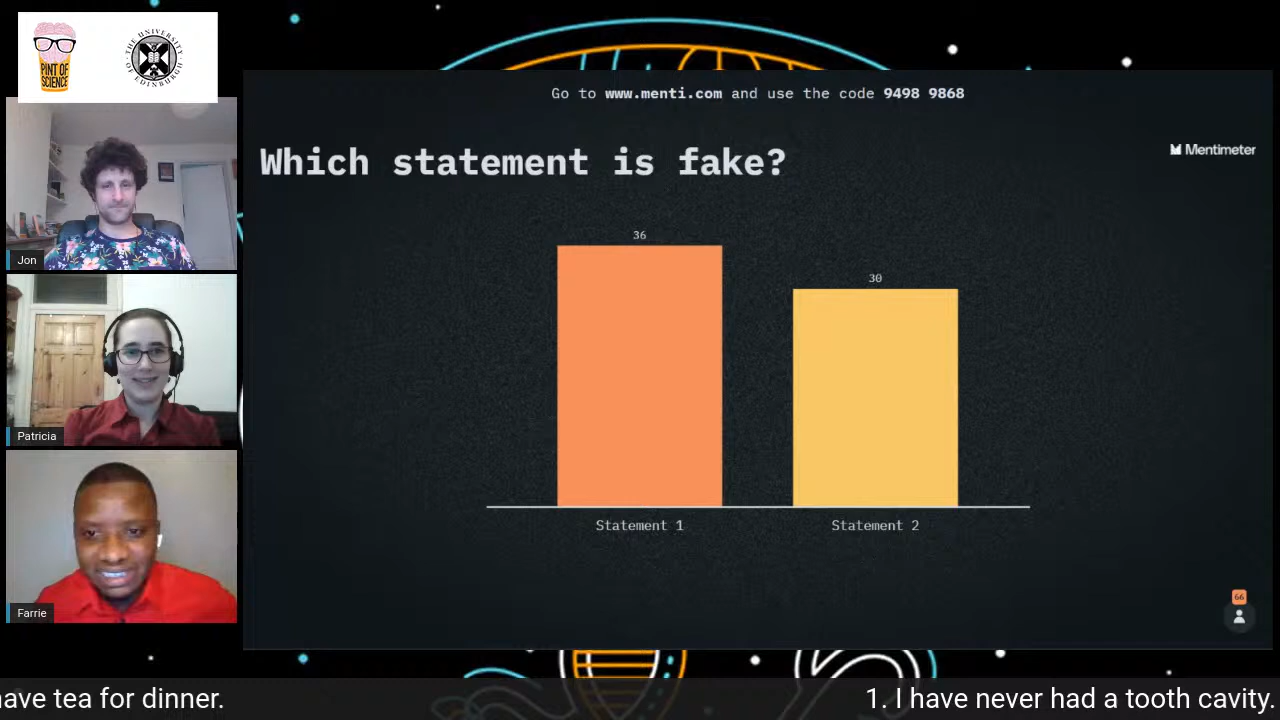 PINT OF
SCIENCE
THE UNIVERSITY
OF EDINBURGH
Go to www.menti.com and use the code 9498 9868
Which statement is fake?
Mentimeter
36
30
Statement 1
Statement 2
66
Jon
Patricia
Farrie
have tea for dinner.
1. I have never had a tooth cavity.